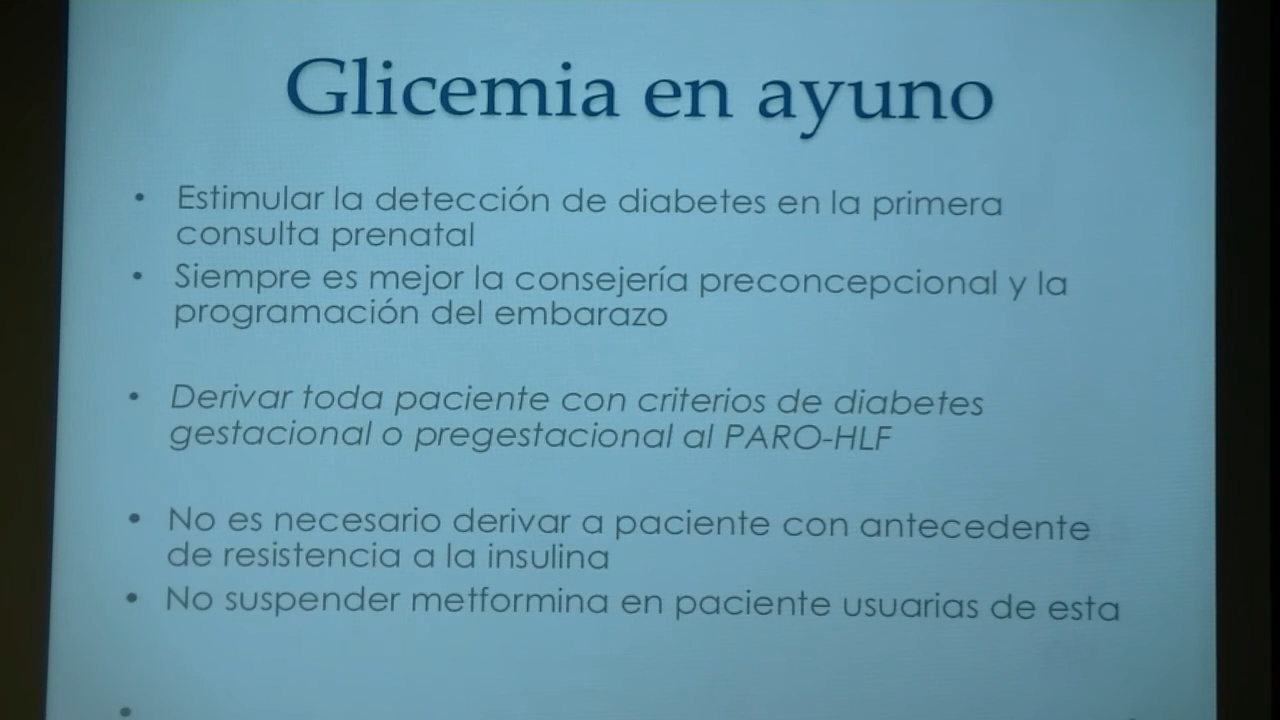 Glicemia en ayuno
• Estimular la detección de diabetes en la primera
consulta prenatal
• Siempre es mejor la consejería preconcepcional y la
programación del embarazo
• Derivar toda paciente con criterios de diabetes
gestacional o pregestacional al PARO-HLF
• No es necesario derivar a paciente con antecedente
de resistencia a la insulina
• No suspender metformina en paciente usuarias de esta
•